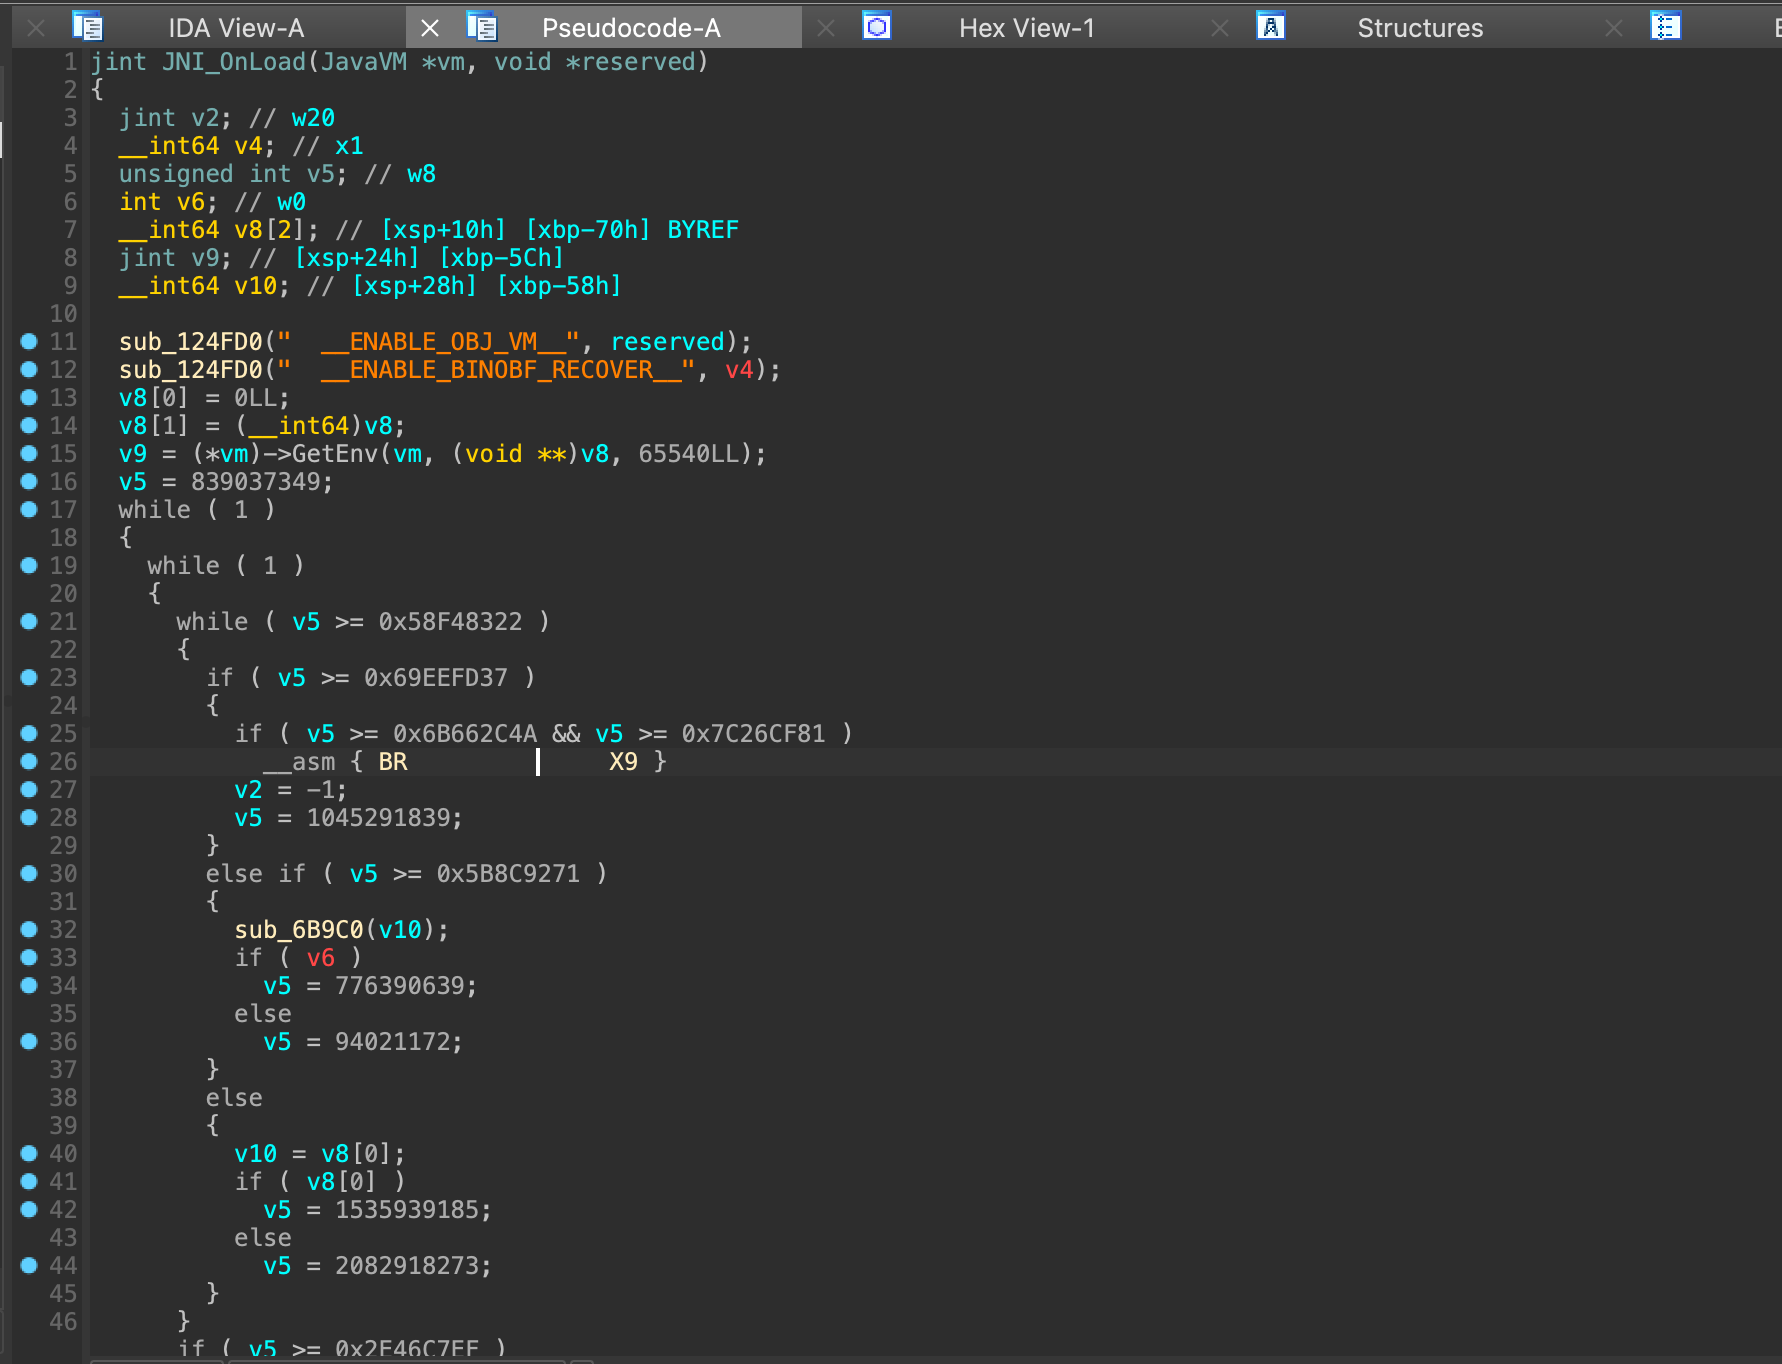 IDA View-A Pseudocode-A Hex View-1 Structures
1 jint JNI_OnLoad(JavaVM *vm, void *reserved)
2 {
3   jint v2; // w20
4   __int64 v4; // x1
5   unsigned int v5; // w8
6   int v6; // w0
7   __int64 v8[2]; // [xsp+10h] [xbp-70h] BYREF
8   jint v9; // [xsp+24h] [xbp-5Ch]
9   __int64 v10; // [xsp+28h] [xbp-58h]
10
11   sub_124FD0("  __ENABLE_OBJ_VM__", reserved);
12   sub_124FD0("  __ENABLE_BINOBF_RECOVER__", v4);
13   v8[0] = 0LL;
14   v8[1] = (__int64)v8;
15   v9 = (*vm)->GetEnv(vm, (void **)v8, 65540LL);
16   v5 = 839037349;
17   while ( 1 )
18   {
19     while ( 1 )
20     {
21       while ( v5 >= 0x58F48322 )
22       {
23         if ( v5 >= 0x69EEFD37 )
24         {
25           if ( v5 >= 0x6B662C4A && v5 >= 0x7C26CF81 )
26             __asm { BR              X9 }
27           v2 = -1;
28           v5 = 1045291839;
29         }
30         else if ( v5 >= 0x5B8C9271 )
31         {
32           sub_6B9C0(v10);
33           if ( v6 )
34             v5 = 776390639;
35           else
36             v5 = 94021172;
37         }
38         else
39         {
40           v10 = v8[0];
41           if ( v8[0] )
42             v5 = 1535939185;
43           else
44             v5 = 2082918273;
45         }
46       }
if ( v5 >= 0x2E46C7EF )